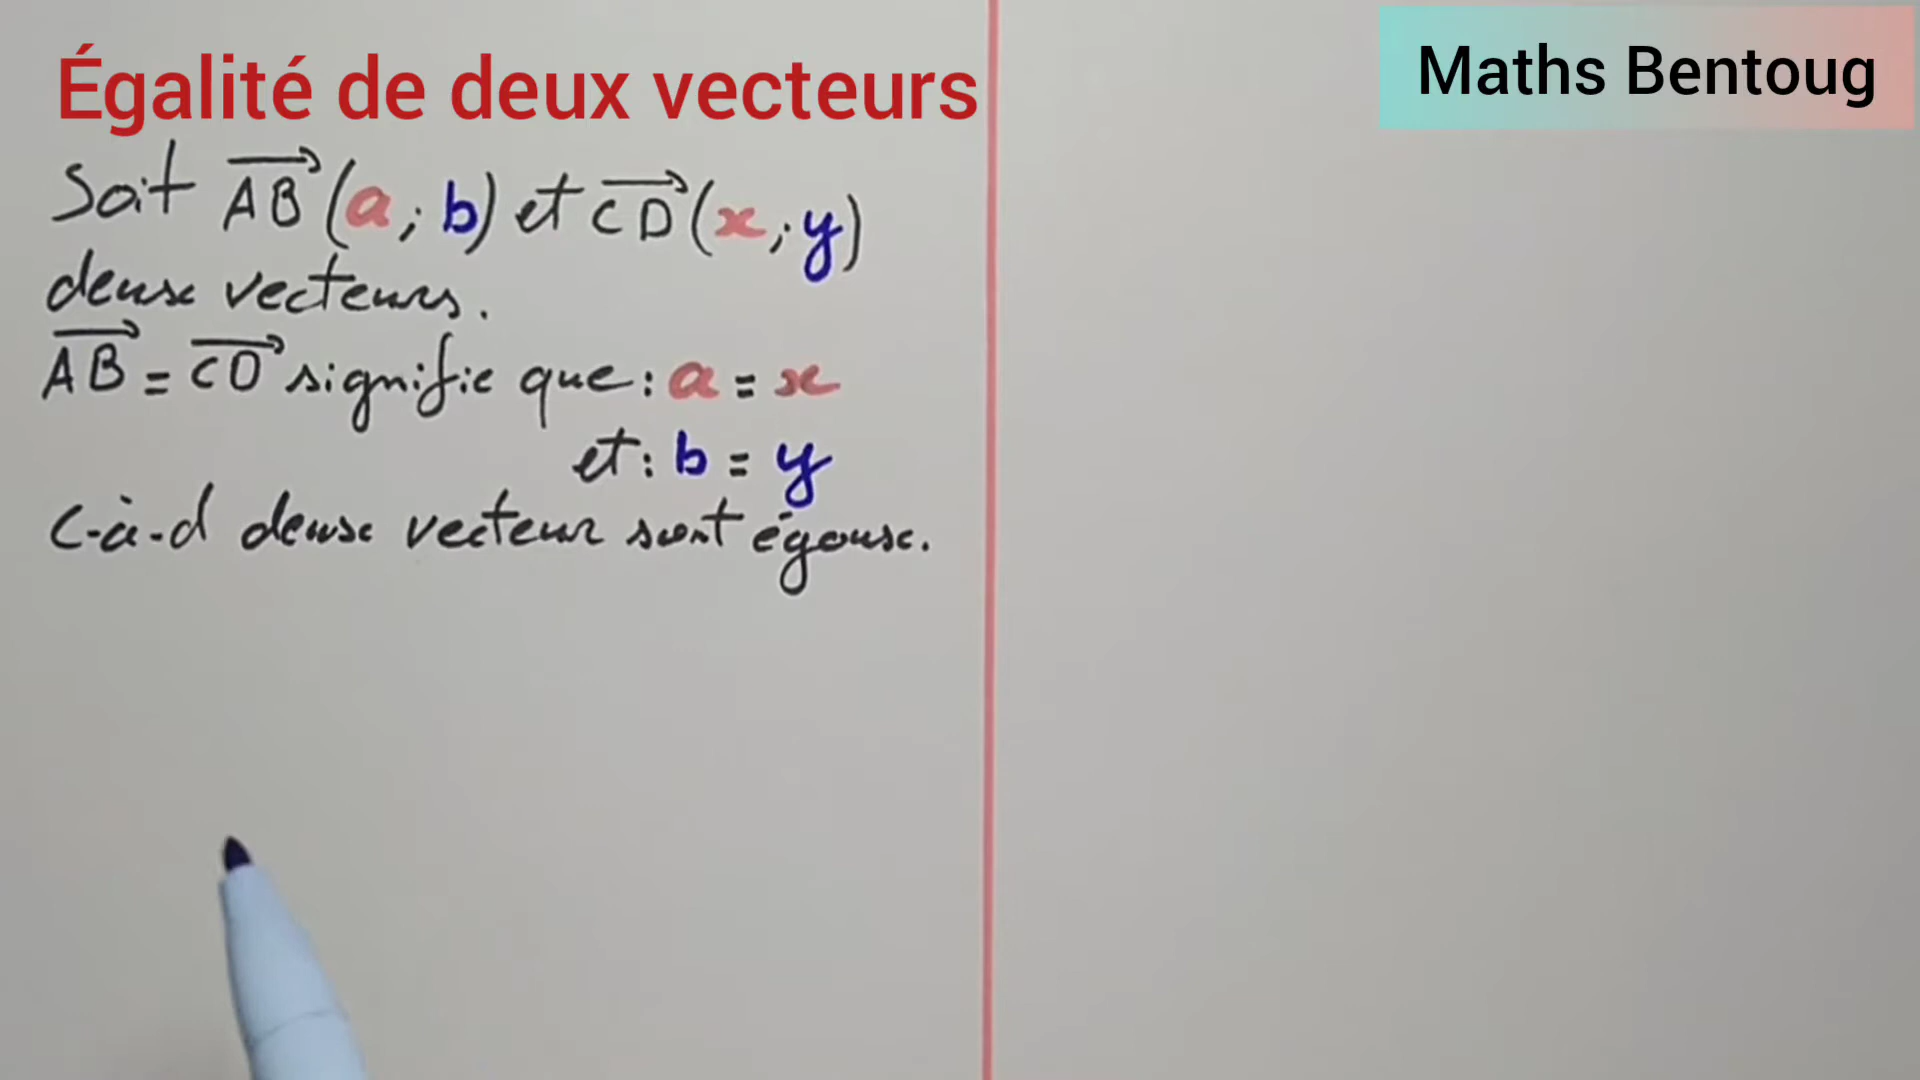 Égalité de deux vecteurs
Maths Bentoug
Soit AB(a; b) et CD(x; y)
deux vecteurs.
AB = CD signifie que: a = x
et: b = y
c-à-d deux vecteur sont égaux.